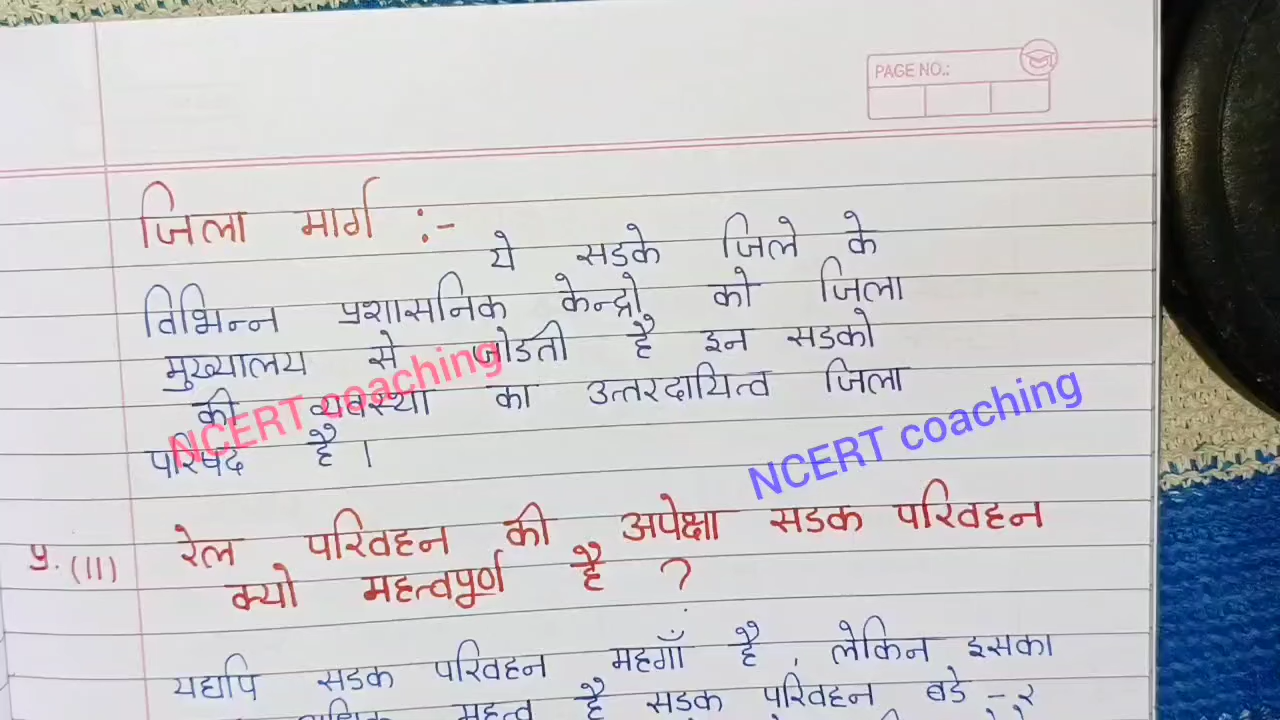 PAGE NO.:
जिला मार्ग :-
ये सडके जिले के
विभिन्न प्रशासनिक केन्द्रो को जिला
मुख्यालय से जोडती है इन सडको
की व्यवस्था का उत्तरदायित्व जिला
परिषद है ।
NCERT coaching
NCERT coaching
प्र. (II) रेल परिवहन की अपेक्षा सडक परिवहन
क्यो महत्वपूर्ण है ?
यद्यपि सडक परिवहन महगाँ है , लेकिन इसका
महत्व है सडक परिवहन बडे -२